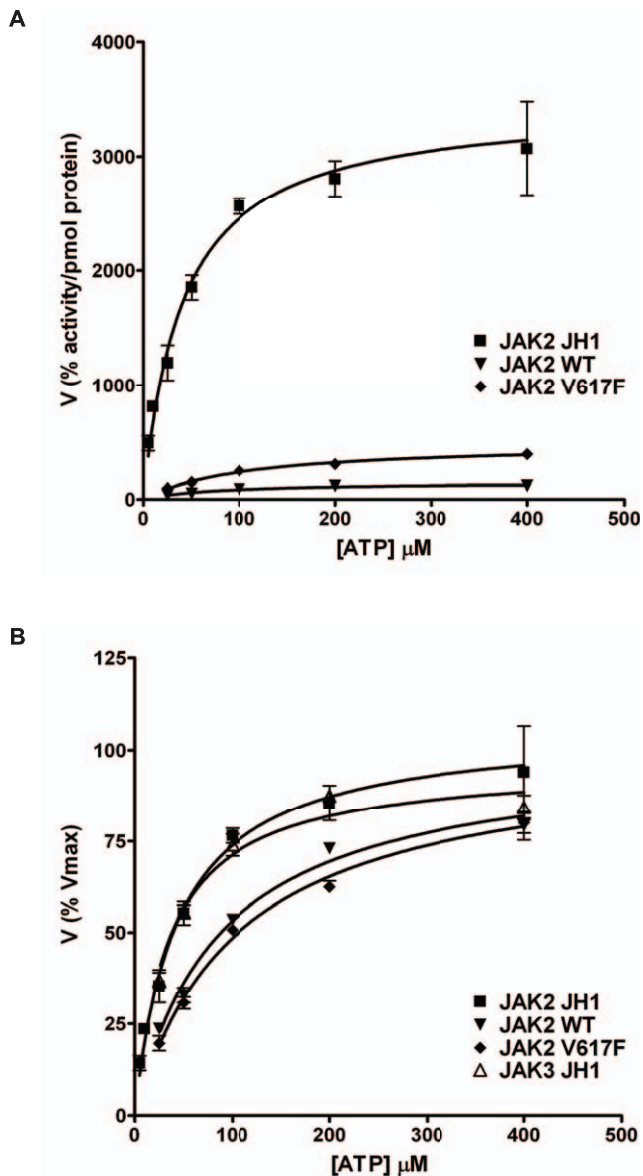 A
4000
3000
2000
1000
0
V (% activity/pmol protein)
JAK2 JH1
JAK2 WT
JAK2 V617F
0 100 200 300 400 500
[ATP] μM
B
125
100
75
50
25
0
V (% Vmax)
JAK2 JH1
JAK2 WT
JAK2 V617F
JAK3 JH1
0 100 200 300 400 500
[ATP] μM